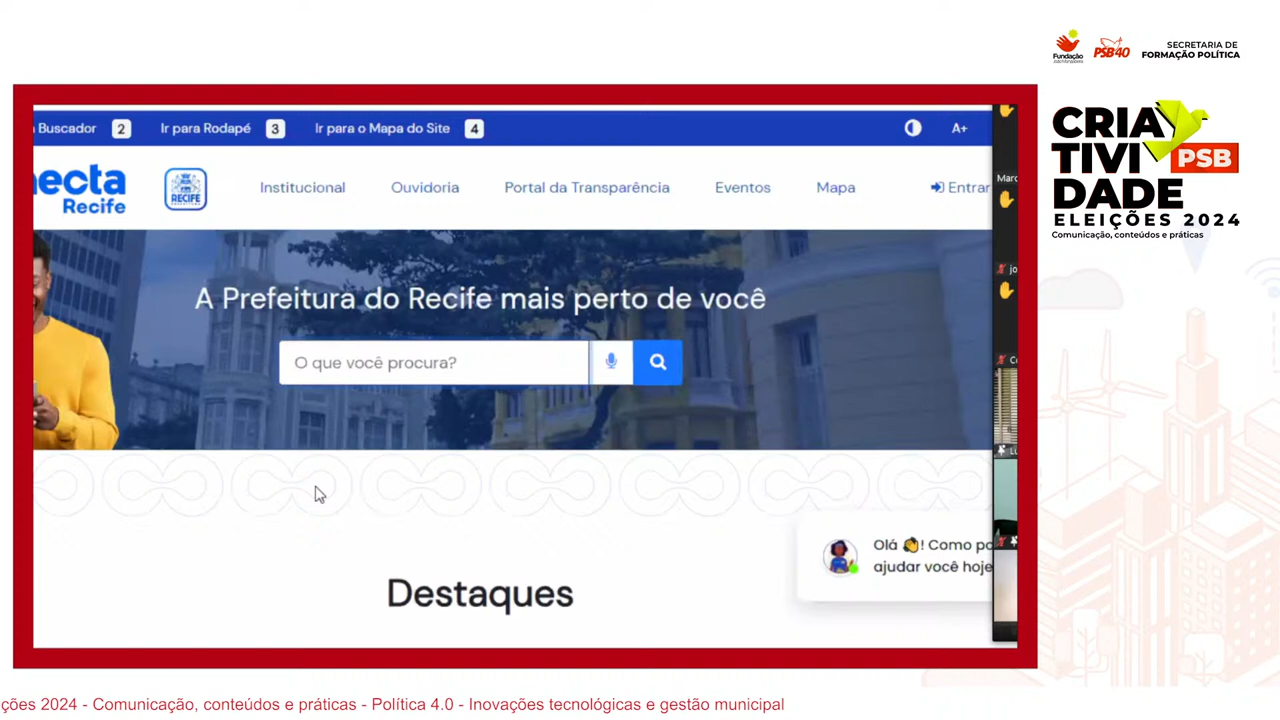 Fundação
PSB40
SECRETARIA DE
FORMAÇÃO POLÍTICA
CRIA
TIVI
DADE
PSB
ELEIÇÕES 2024
Comunicação, conteúdos e práticas
Buscador 2 Ir para Rodapé 3 Ir para o Mapa do Site 4 A+
necta
Recife
RECIFE
Institucional Ouvidoria Portal da Transparência Eventos Mapa Entrar
A Prefeitura do Recife mais perto de você
O que você procura?
Destaques
Olá 👏! Como po
ajudar você hoje
Marc
jo
ções 2024 - Comunicação, conteúdos e práticas - Política 4.0 - Inovações tecnológicas e gestão municipal